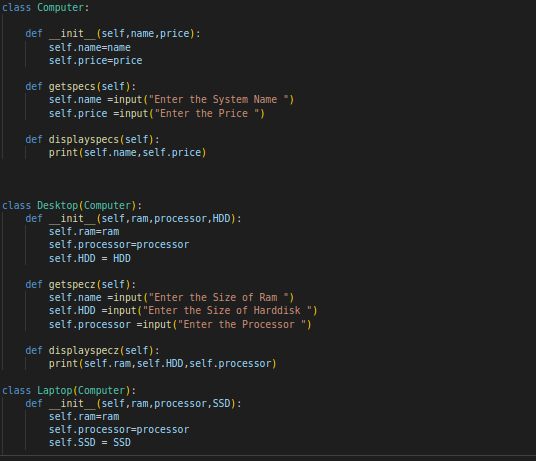 class Computer:
def __init__(self,name,price):
self.name=name
self.price=price
def getspecs(self):
self.name =input("Enter the System Name ")
self.price =input("Enter the Price ")
def displayspecs(self):
print(self.name,self.price)
class Desktop(Computer):
def __init__(self,ram,processor,HDD):
self.ram=ram
self.processor=processor
self.HDD = HDD
def getspecz(self):
self.name =input("Enter the Size of Ram ")
self.HDD =input("Enter the Size of Harddisk ")
self.processor =input("Enter the Processor ")
def displayspecz(self):
print(self.ram,self.HDD,self.processor)
class Laptop(Computer):
def __init__(self,ram,processor,SSD):
self.ram=ram
self.processor=processor
self.SSD = SSD